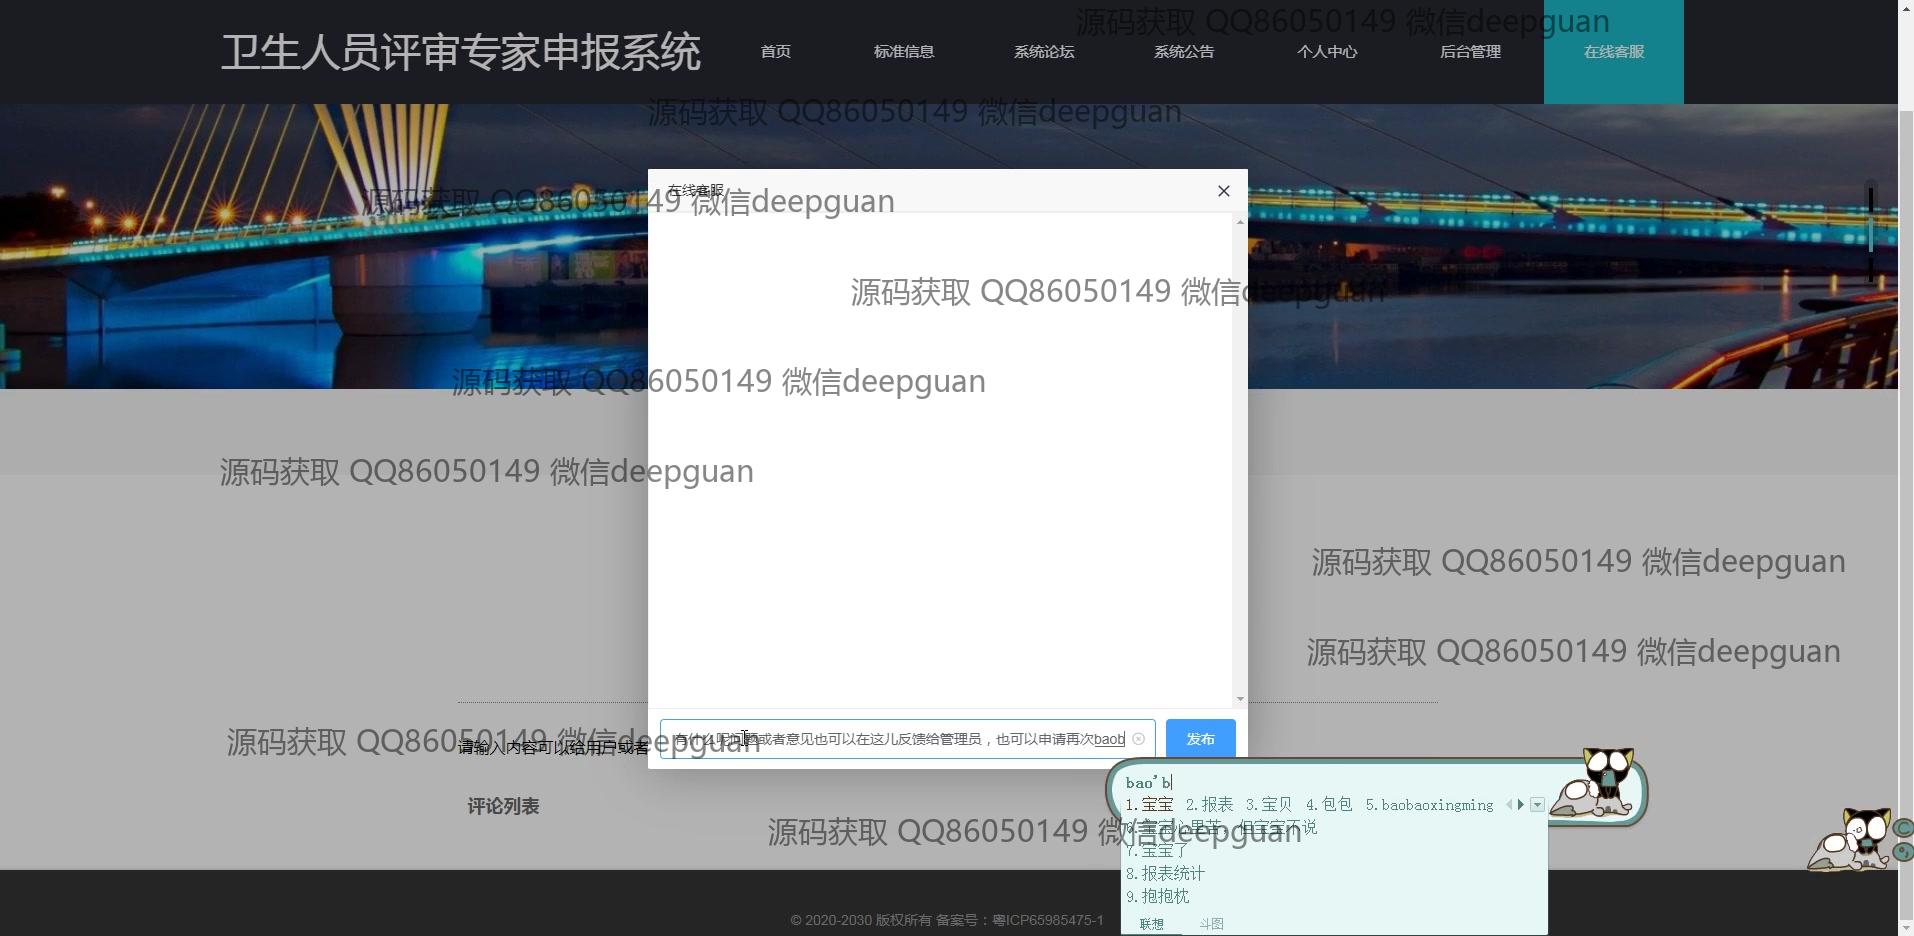 源码获取 QQ86050149 微信deepguan
卫生人员评审专家申报系统
首页 标准信息 系统论坛 系统公告 个人中心 后台管理 在线客服
源码获取 QQ86050149 微信deepguan
在线客服
源码获取 QQ86050149 微信deepguan
源码获取 QQ86050149 微信deepguan
源码获取 QQ86050149 微信deepguan
源码获取 QQ86050149 微信deepguan
源码获取 QQ86050149 微信deepguan
源码获取 QQ86050149 微信deepguan
有什么呢问题或者意见也可以在这儿反馈给管理员，也可以申请再次baob
发布
源码获取 QQ86050149 微信deepguan
请输入内容可以给用户或者
bao'b
1.宝宝 2.报表 3.宝贝 4.包包 5.baobaoxingming
评论列表
6.宝宝心里苦，但宝宝不说
源码获取 QQ86050149 微信deepguan
7.宝宝了
8.报表统计
9.抱抱枕
联想 斗图
© 2020-2030 版权所有 备案号：粤ICP65985475-1